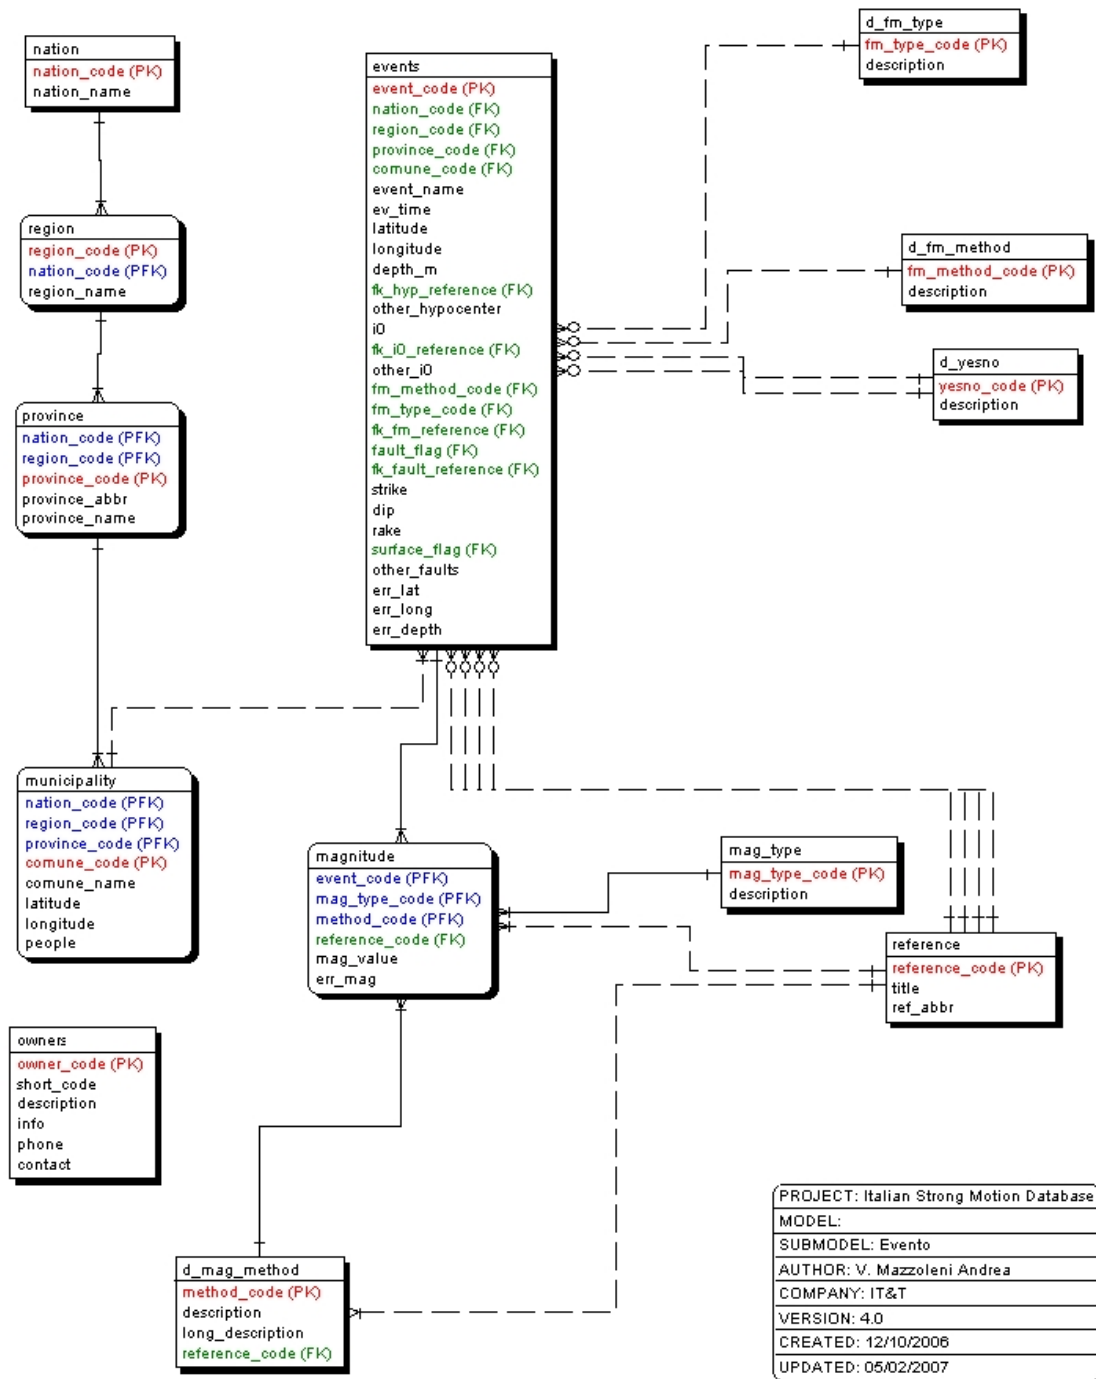 nation
nation_code (PK)
nation_name
region
region_code (PK)
nation_code (PFK)
region_name
province
nation_code (PFK)
region_code (PFK)
province_code (PK)
province_abbr
province_name
municipality
nation_code (PFK)
region_code (PFK)
province_code (PFK)
comune_code (PK)
comune_name
latitude
longitude
people
owners
owner_code (PK)
short_code
description
info
phone
contact
events
event_code (PK)
nation_code (FK)
region_code (FK)
province_code (FK)
comune_code (FK)
event_name
ev_time
latitude
longitude
depth_m
fk_hyp_reference (FK)
other_hypocenter
i0
fk_i0_reference (FK)
other_i0
fm_method_code (FK)
fm_type_code (FK)
fk_fm_reference (FK)
fault_flag (FK)
fk_fault_reference (FK)
strike
dip
rake
surface_flag (FK)
other_faults
err_lat
err_long
err_depth
magnitude
event_code (PFK)
mag_type_code (PFK)
method_code (PFK)
reference_code (FK)
mag_value
err_mag
d_mag_method
method_code (PK)
description
long_description
reference_code (FK)
d_fm_type
fm_type_code (PK)
description
d_fm_method
fm_method_code (PK)
description
d_yesno
yesno_code (PK)
description
mag_type
mag_type_code (PK)
description
reference
reference_code (PK)
title
ref_abbr
PROJECT: Italian Strong Motion Database
MODEL:
SUBMODEL: Evento
AUTHOR: V. Mazzoleni Andrea
COMPANY: IT&T
VERSION: 4.0
CREATED: 12/10/2006
UPDATED: 05/02/2007